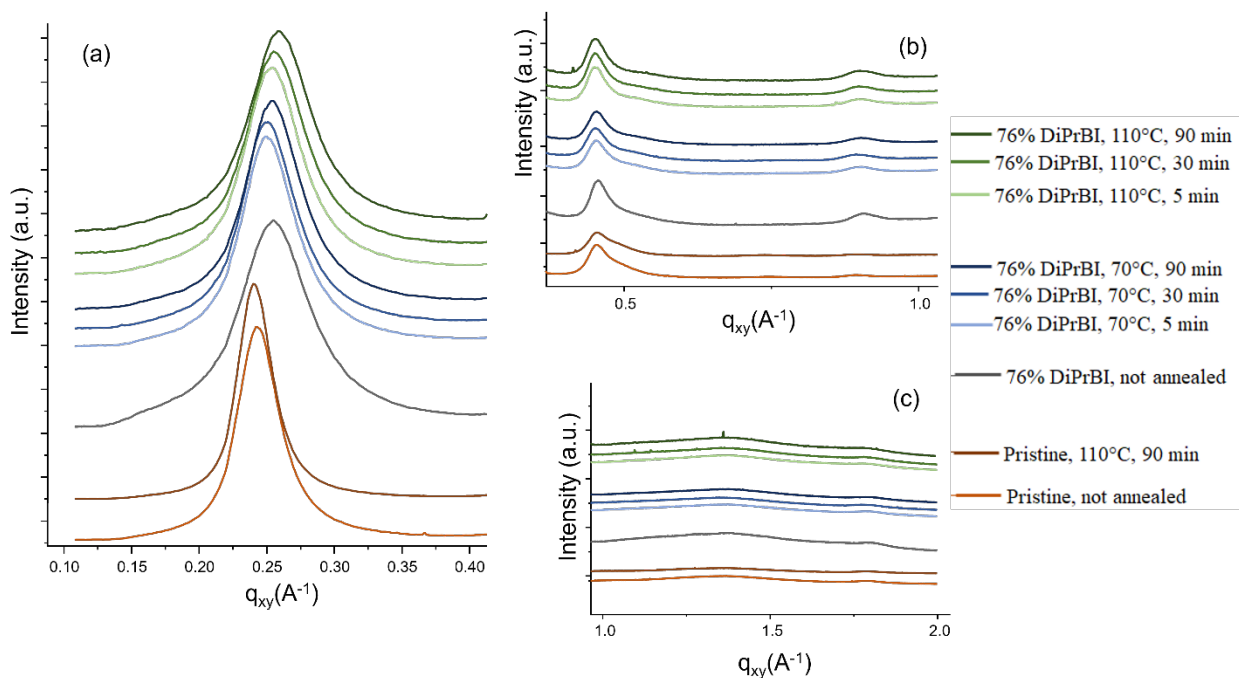 (a)
Intensity (a.u.)
0.10 0.15 0.20 0.25 0.30 0.35 0.40
q_xy(A⁻¹)
(b)
Intensity (a.u.)
0.5 1.0
q_xy(A⁻¹)
(c)
Intensity (a.u.)
1.0 1.5 2.0
q_xy(A⁻¹)
76% DiPrBI, 110°C, 90 min
76% DiPrBI, 110°C, 30 min
76% DiPrBI, 110°C, 5 min
76% DiPrBI, 70°C, 90 min
76% DiPrBI, 70°C, 30 min
76% DiPrBI, 70°C, 5 min
76% DiPrBI, not annealed
Pristine, 110°C, 90 min
Pristine, not annealed